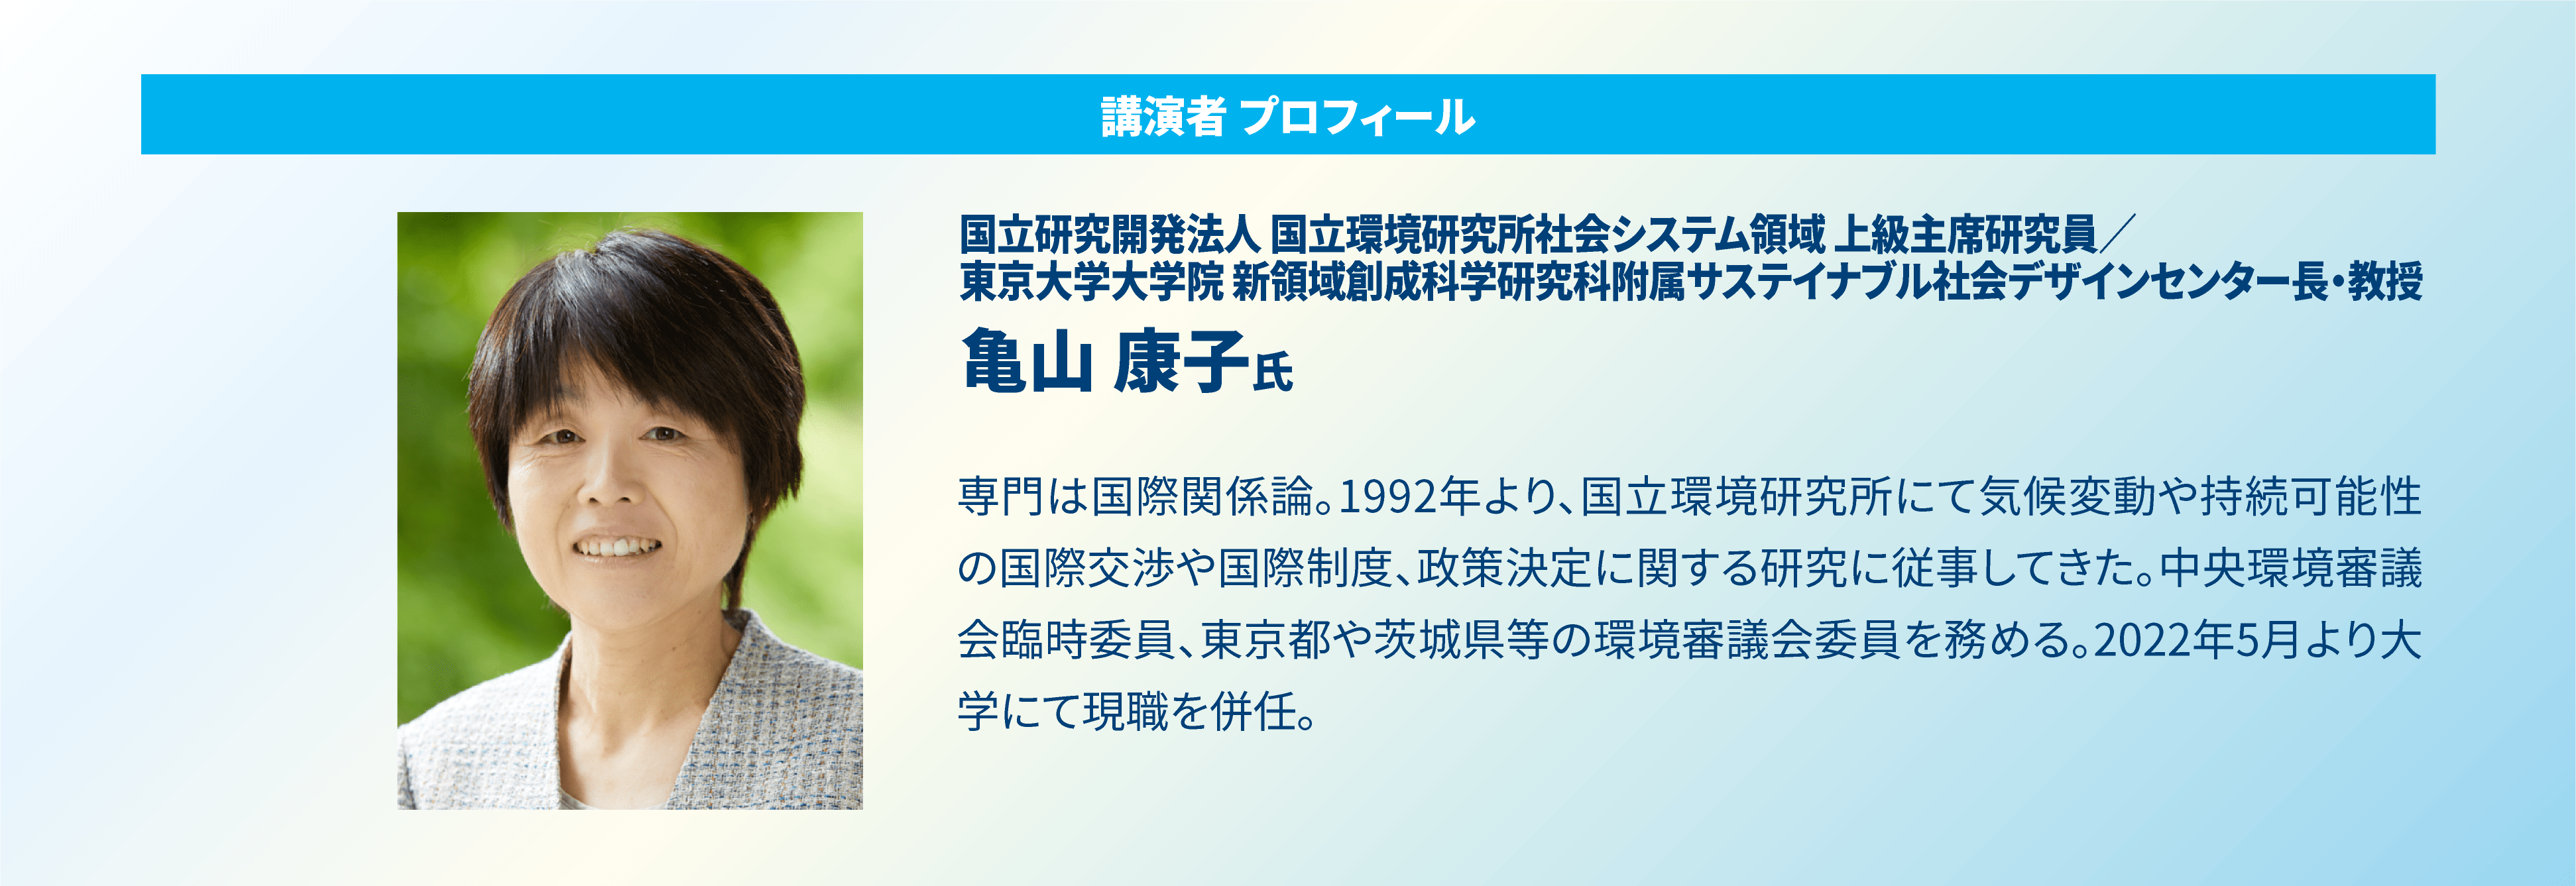 講演者 プロフィール
国立研究開発法人 国立環境研究所社会システム領域 上級主席研究員／
東京大学大学院 新領域創成科学研究科附属サステイナブル社会デザインセンター長・教授
亀山 康子氏
専門は国際関係論。1992年より、国立環境研究所にて気候変動や持続可能性
の国際交渉や国際制度、政策決定に関する研究に従事してきた。中央環境審議
会臨時委員、東京都や茨城県等の環境審議会委員を務める。2022年5月より大
学にて現職を併任。